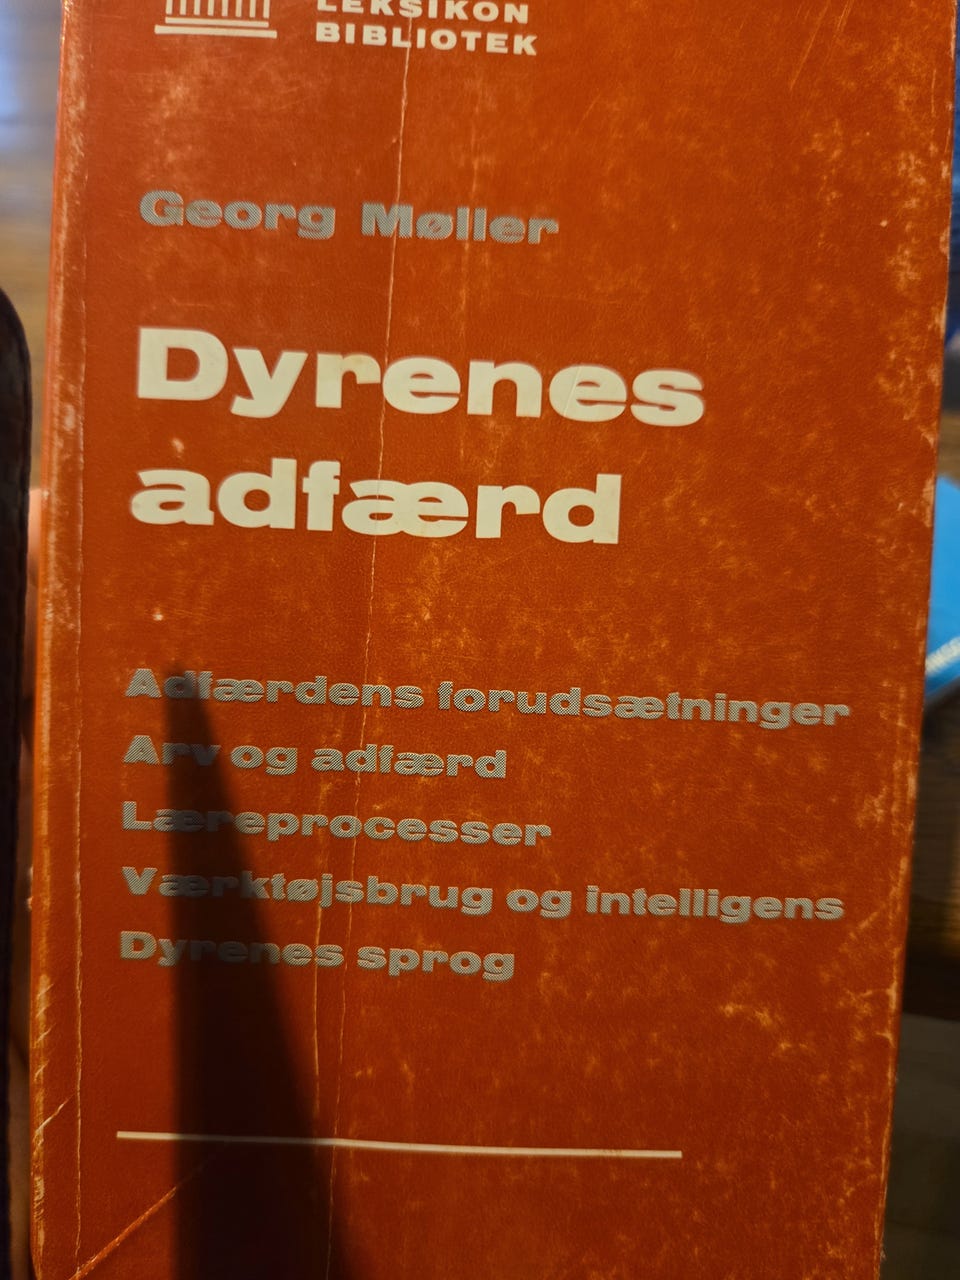 LEKSIKON
BIBLIOTEK
Georg Møller
Dyrenes
adfærd
Adfærdens forudsætninger
Arv og adfærd
Læreprocesser
Værktøjsbrug og intelligens
Dyrenes sprog